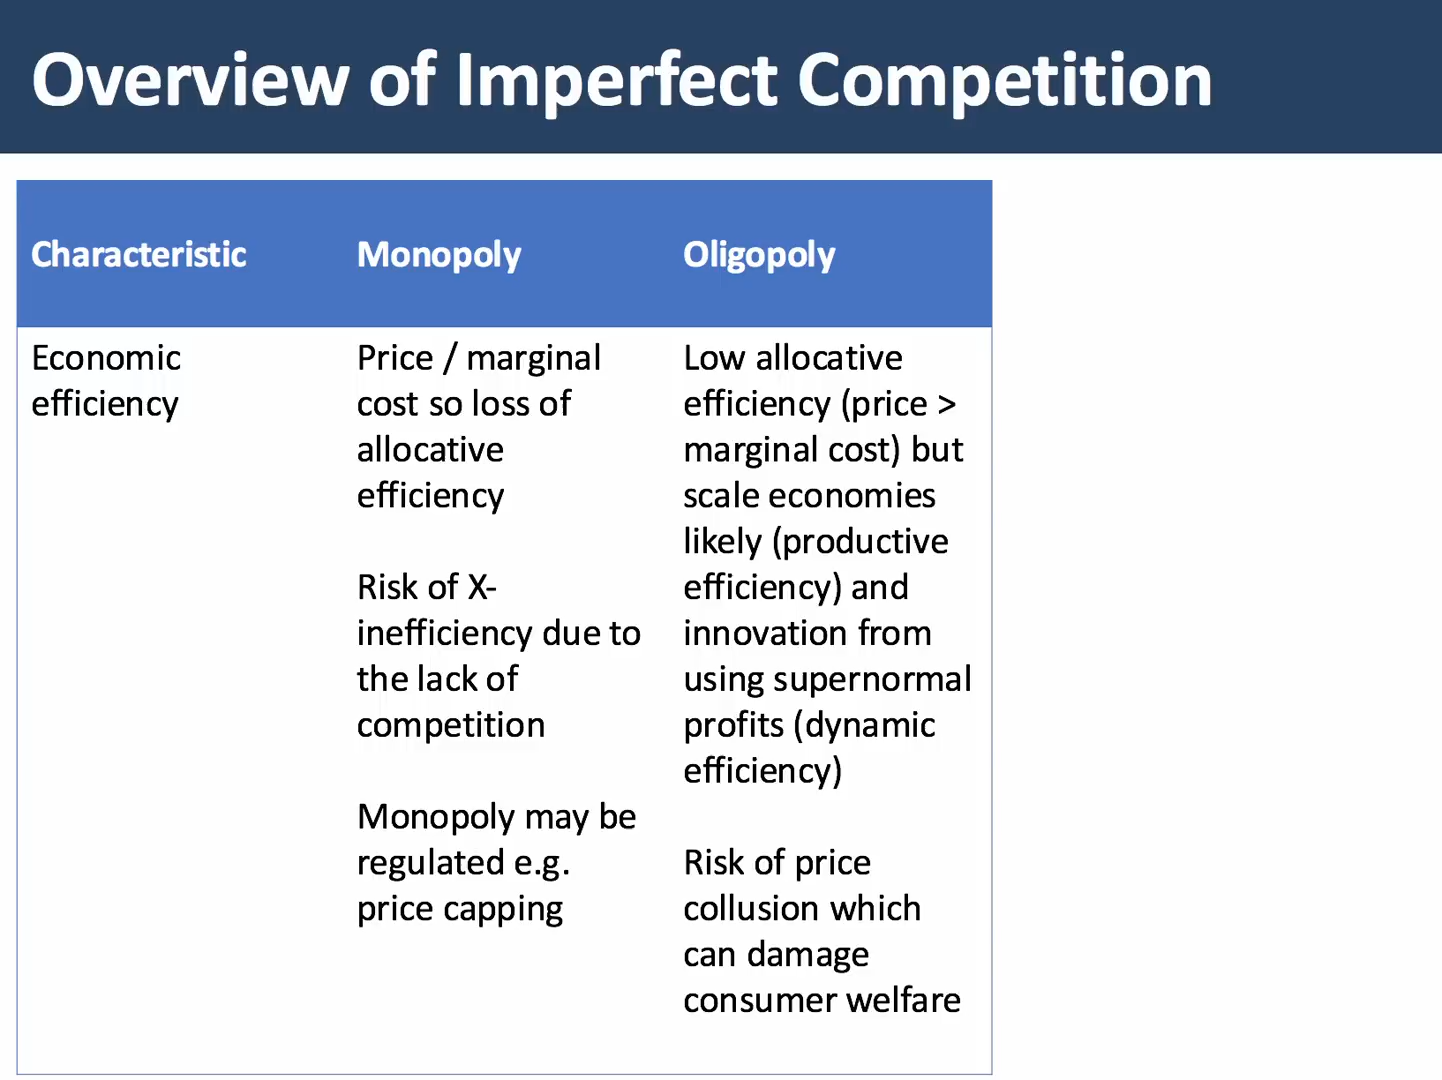 Overview of Imperfect Competition
Characteristic
Monopoly
Oligopoly
Economic
efficiency
Price / marginal
cost so loss of
allocative
efficiency
Risk of X-
inefficiency due to
the lack of
competition
Monopoly may be
regulated e.g.
price capping
Low allocative
efficiency (price >
marginal cost) but
scale economies
likely (productive
efficiency) and
innovation from
using supernormal
profits (dynamic
efficiency)
Risk of price
collusion which
can damage
consumer welfare